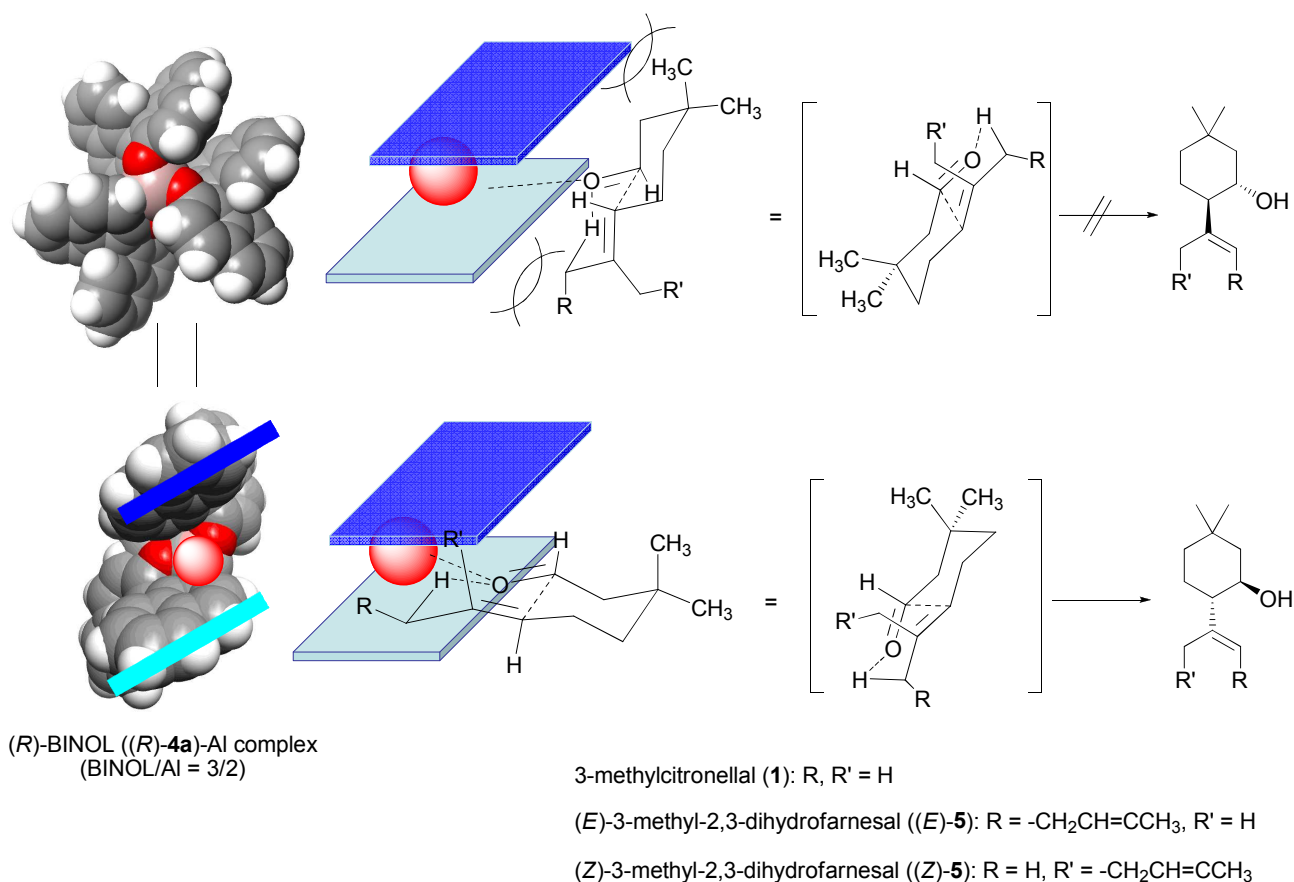 H₃C
CH₃
O
H
H
H
R
R'
=
R'
H
O
H
R
H₃C
H₃C
OH
R'
R
R'
H
H
O
R
H
CH₃
CH₃
=
H₃C
CH₃
H
R'
O
H
R
OH
R'
R
(R)-BINOL ((R)-4a)-Al complex
(BINOL/Al = 3/2)
3-methylcitronellal (1): R, R' = H
(E)-3-methyl-2,3-dihydrofarnesal ((E)-5): R = -CH₂CH=CCH₃, R' = H
(Z)-3-methyl-2,3-dihydrofarnesal ((Z)-5): R = H, R' = -CH₂CH=CCH₃